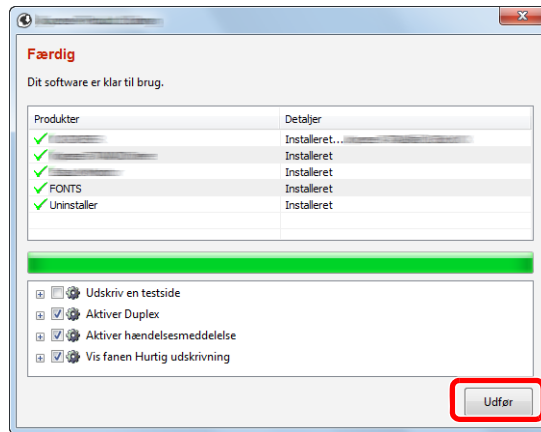 Færdig
Dit software er klar til brug.
Produkter Detaljer
Installeret...
Installeret
Installeret
FONTS Installeret
Uninstaller Installeret
Udskriv en testside
Aktiver Duplex
Aktiver hændelsesmeddelelse
Vis fanen Hurtig udskrivning
Udfør